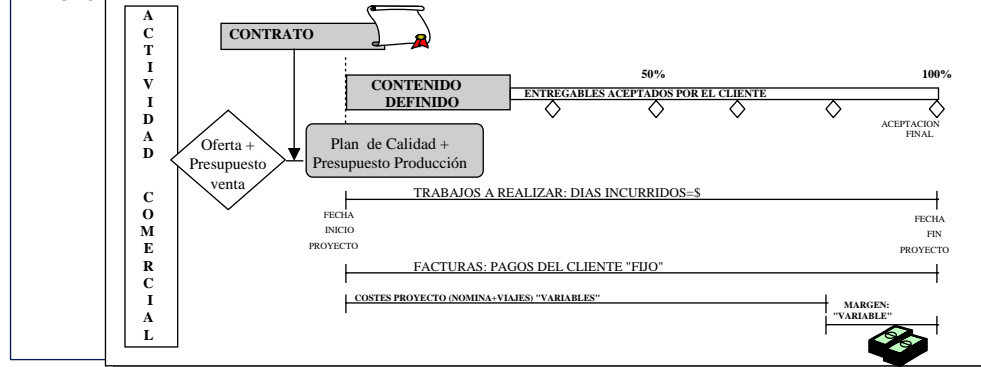 ACTIVIDAD COMERCIAL
CONTRATO
CONTENIDO
DEFINIDO
50%
100%
ENTREGABLES ACEPTADOS POR EL CLIENTE
ACEPTACION
FINAL
Oferta +
Presupuesto
venta
Plan de Calidad +
Presupuesto Producción
TRABAJOS A REALIZAR: DIAS INCURRIDOS=$
FECHA
INICIO
PROYECTO
FECHA
FIN
PROYECTO
FACTURAS: PAGOS DEL CLIENTE "FIJO"
COSTES PROYECTO (NOMINA+VIAJES) "VARIABLES"
MARGEN:
"VARIABLE"